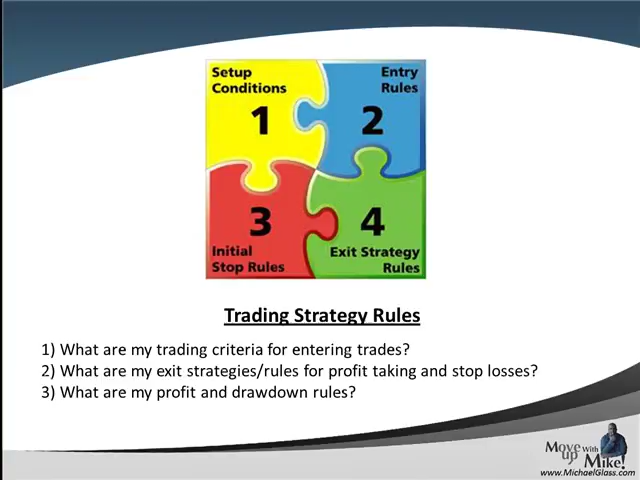 Setup
Conditions
1
Entry
Rules
2
3
Initial
Stop Rules
4
Exit Strategy
Rules
Trading Strategy Rules
1) What are my trading criteria for entering trades?
2) What are my exit strategies/rules for profit taking and stop losses?
3) What are my profit and drawdown rules?
Move
up
With
Mike!
www.MichaelGlass.com